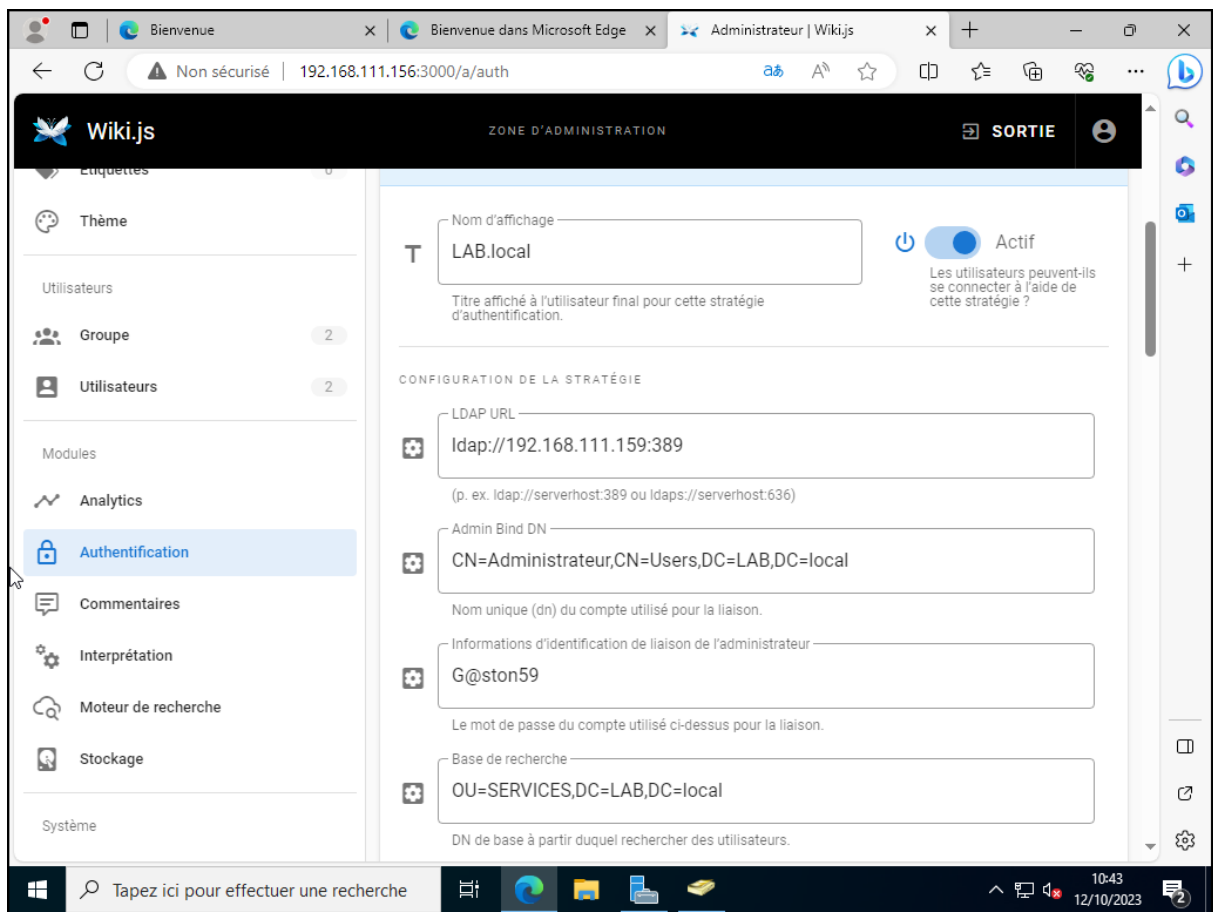 Bienvenue
Bienvenue dans Microsoft Edge
Administrateur | Wiki.js
Non sécurisé
192.168.111.156:3000/a/auth
Wiki.js
ZONE D'ADMINISTRATION
SORTIE
Etiquettes
0
Thème
Utilisateurs
Groupe
2
Utilisateurs
2
Modules
Analytics
Authentification
Commentaires
Interprétation
Moteur de recherche
Stockage
Système
Nom d'affichage
LAB.local
Titre affiché à l'utilisateur final pour cette stratégie
d'authentification.
Actif
Les utilisateurs peuvent-ils
se connecter à l'aide de
cette stratégie ?
CONFIGURATION DE LA STRATÉGIE
LDAP URL
ldap://192.168.111.159:389
(p. ex. ldap://serverhost:389 ou ldaps://serverhost:636)
Admin Bind DN
CN=Administrateur,CN=Users,DC=LAB,DC=local
Nom unique (dn) du compte utilisé pour la liaison.
Informations d'identification de liaison de l'administrateur
G@ston59
Le mot de passe du compte utilisé ci-dessus pour la liaison.
Base de recherche
OU=SERVICES,DC=LAB,DC=local
DN de base à partir duquel rechercher des utilisateurs.
Tapez ici pour effectuer une recherche
10:43
12/10/2023
2